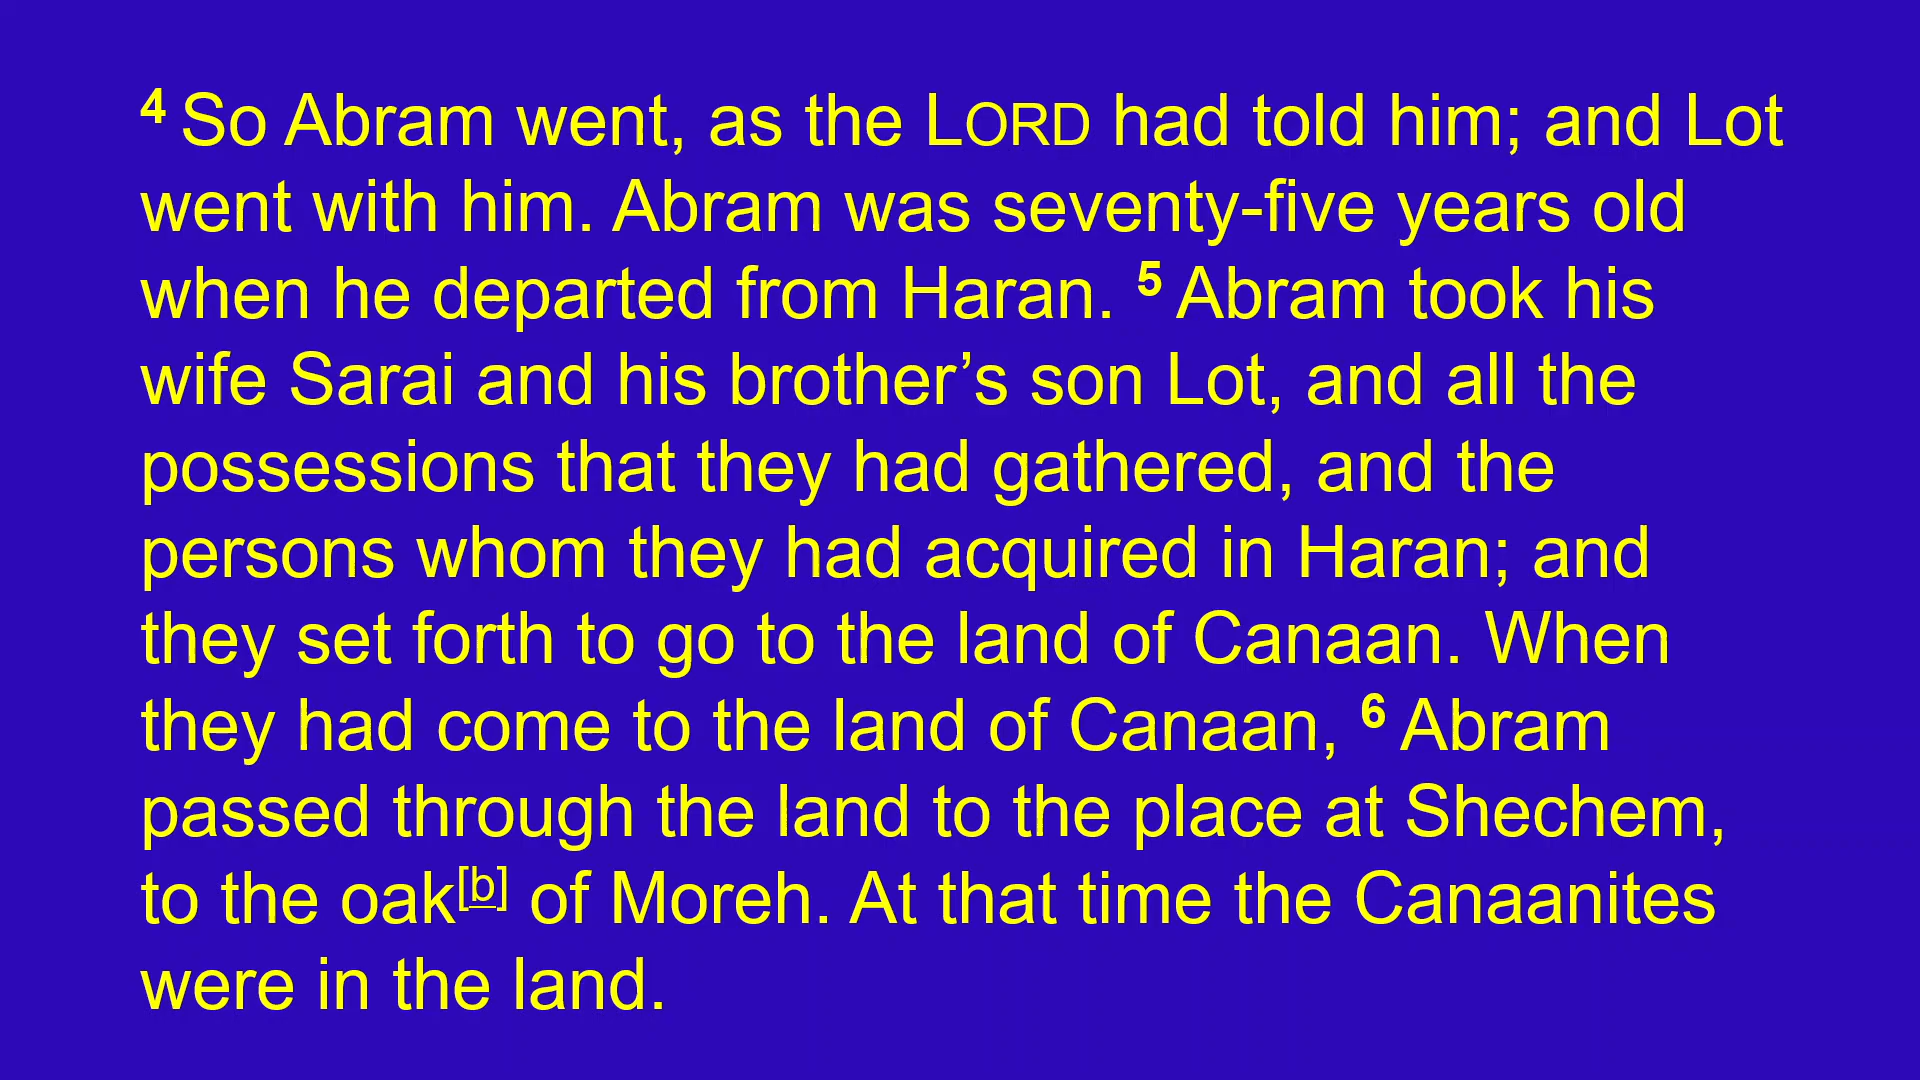 4 So Abram went, as the LORD had told him; and Lot
went with him. Abram was seventy-five years old
when he departed from Haran. 5 Abram took his
wife Sarai and his brother’s son Lot, and all the
possessions that they had gathered, and the
persons whom they had acquired in Haran; and
they set forth to go to the land of Canaan. When
they had come to the land of Canaan, 6 Abram
passed through the land to the place at Shechem,
to the oak[b] of Moreh. At that time the Canaanites
were in the land.